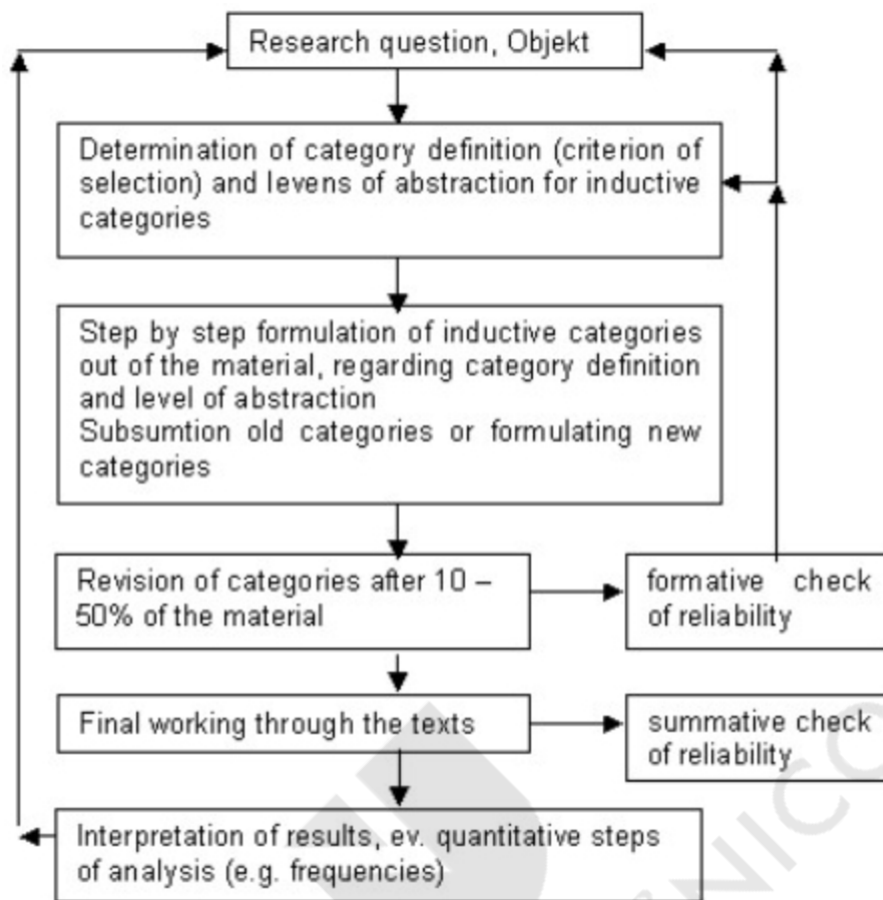 Research question, Objekt
Determination of category definition (criterion of
selection) and levens of abstraction for inductive
categories
Step by step formulation of inductive categories
out of the material, regarding category definition
and level of abstraction
Subsumtion old categories or formulating new
categories
Revision of categories after 10 –
50% of the material
formative check
of reliability
Final working through the texts
summative check
of reliability
Interpretation of results, ev. quantitative steps
of analysis (e.g. frequencies)